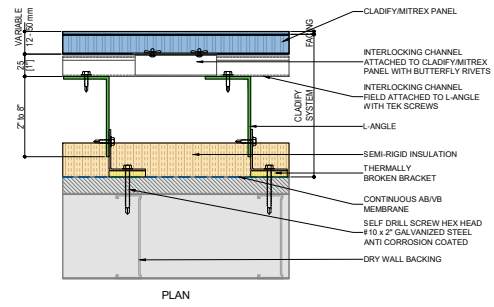 VARIABLE
12 - 50 mm
25
[1"]
2" to 8"
FACING
CLADIFY
SYSTEM
CLADIFY/MITREX PANEL
INTERLOCKING CHANNEL
ATTACHED TO CLADIFY/MITREX
PANEL WITH BUTTERFLY RIVETS
INTERLOCKING CHANNEL
FIELD ATTACHED TO L-ANGLE
WITH TEK SCREWS
L-ANGLE
SEMI-RIGID INSULATION
THERMALLY
BROKEN BRACKET
CONTINUOUS AB/VB
MEMBRANE
SELF DRILL SCREW HEX HEAD
#10 x 2" GALVANIZED STEEL
ANTI CORROSION COATED
DRY WALL BACKING
PLAN